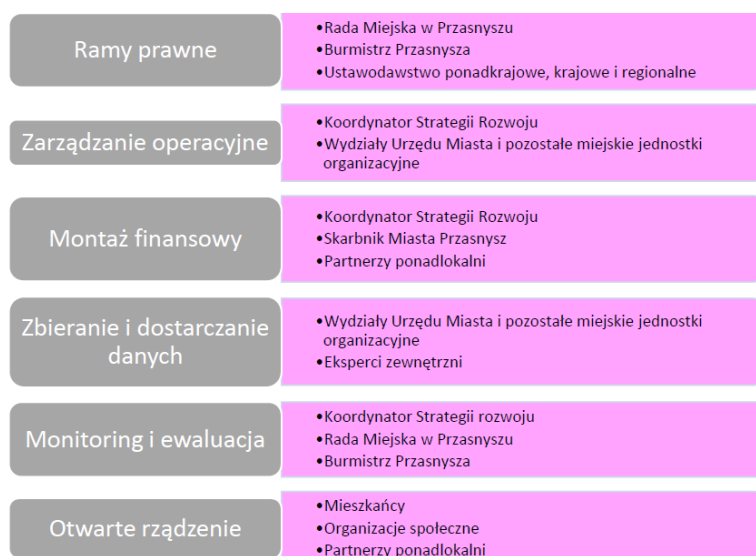 Ramy prawne
•Rada Miejska w Przasnyszu
•Burmistrz Przasnysza
•Ustawodawstwo ponadkrajowe, krajowe i regionalne
Zarządzanie operacyjne
•Koordynator Strategii Rozwoju
•Wydziały Urzędu Miasta i pozostałe miejskie jednostki
organizacyjne
Montaż finansowy
•Koordynator Strategii Rozwoju
•Skarbnik Miasta Przasnysz
•Partnerzy ponadlokalni
Zbieranie i dostarczanie
danych
•Wydziały Urzędu Miasta i pozostałe miejskie jednostki
organizacyjne
•Eksperci zewnętrzni
Monitoring i ewaluacja
•Koordynator Strategii rozwoju
•Rada Miejska w Przasnyszu
•Burmistrz Przasnysza
Otwarte rządzenie
•Mieszkańcy
•Organizacje społeczne
•Partnerzy ponadlokalni